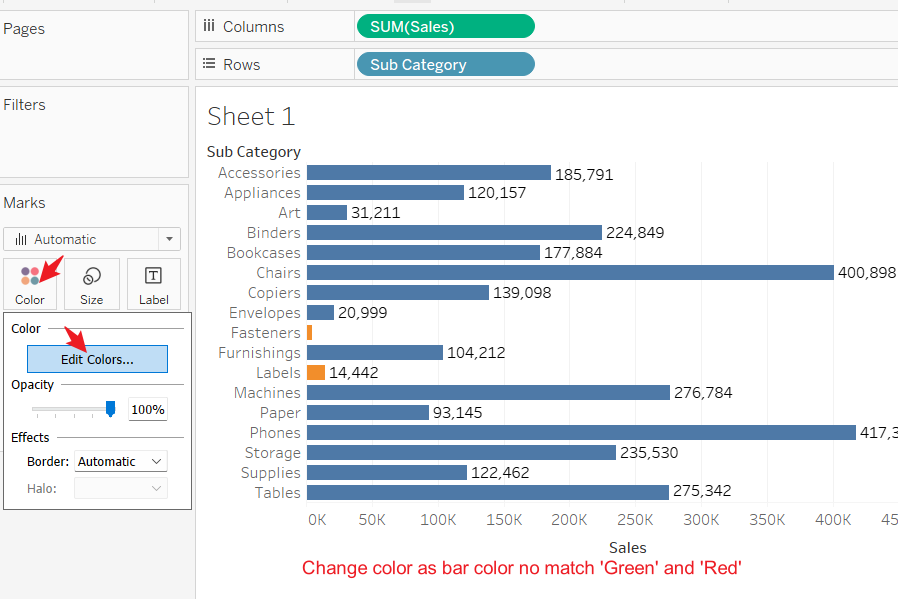 Pages
Columns
SUM(Sales)
Rows
Sub Category
Filters
Sheet 1
Marks
Automatic
Color
Size
Label
Color
Edit Colors...
Opacity
100%
Effects
Border: Automatic
Halo:
Sub Category
Accessories 185,791
Appliances 120,157
Art 31,211
Binders 224,849
Bookcases 177,884
Chairs 400,898
Copiers 139,098
Envelopes 20,999
Fasteners
Furnishings 104,212
Labels 14,442
Machines 276,784
Paper 93,145
Phones 417,3
Storage 235,530
Supplies 122,462
Tables 275,342
0K 50K 100K 150K 200K 250K 300K 350K 400K 45
Sales
Change color as bar color no match 'Green' and 'Red'